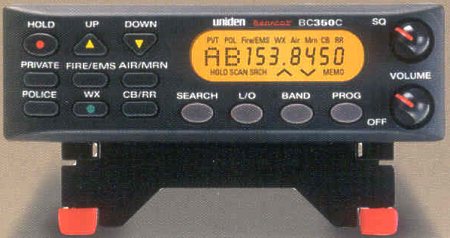 HOLD UP DOWN uniden bearcat BC350C SQ
PVT POL Fire/EMS WX Air Mrn CB RR
AB153.8450
HOLD SCAN SRCH MEMO
PRIVATE FIRE/EMS AIR/MRN
VOLUME
POLICE WX CB/RR SEARCH L/O BAND PROG
OFF